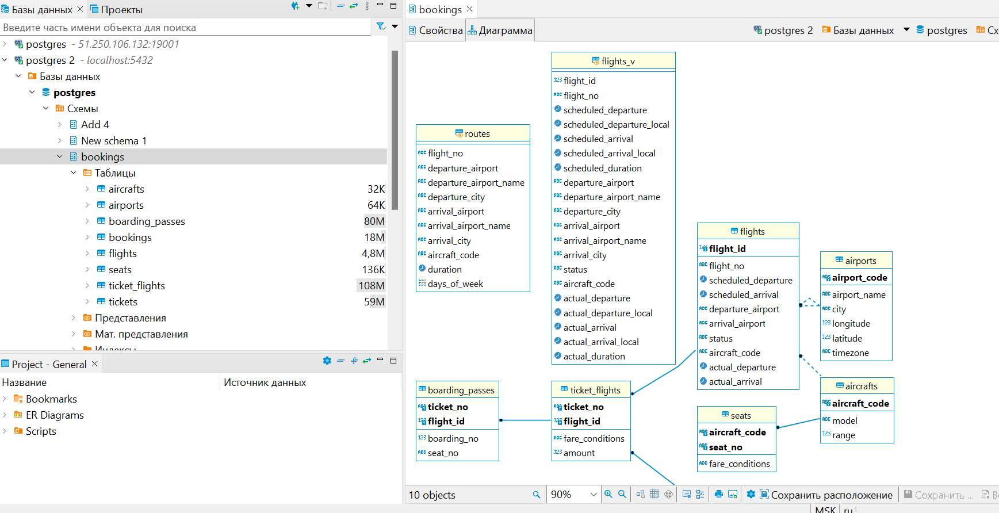 Базы данных
Проекты
Введите часть имени объекта для поиска
postgres - 51.250.106.132:19001
postgres 2 - localhost:5432
Базы данных
postgres
Схемы
Add 4
New schema 1
bookings
Таблицы
aircrafts 32K
airports 64K
boarding_passes 80M
bookings 18M
flights 4,8M
seats 136K
ticket_flights 108M
tickets 59M
Представления
Мат. представления
Индексы
Project - General
Название Источник данных
Bookmarks
ER Diagrams
Scripts
bookings
Свойства Диаграмма postgres 2 Базы данных postgres
flights_v
flight_id
flight_no
scheduled_departure
scheduled_departure_local
scheduled_arrival
scheduled_arrival_local
scheduled_duration
departure_airport
departure_airport_name
departure_city
arrival_airport
arrival_airport_name
arrival_city
status
aircraft_code
actual_departure
actual_departure_local
actual_arrival
actual_arrival_local
actual_duration
routes
flight_no
departure_airport
departure_airport_name
departure_city
arrival_airport
arrival_airport_name
arrival_city
aircraft_code
duration
days_of_week
flights
flight_id
flight_no
scheduled_departure
scheduled_arrival
departure_airport
arrival_airport
status
aircraft_code
actual_departure
actual_arrival
airports
airport_code
airport_name
city
longitude
latitude
timezone
boarding_passes
ticket_no
flight_id
boarding_no
seat_no
ticket_flights
ticket_no
flight_id
fare_conditions
amount
seats
aircraft_code
seat_no
fare_conditions
aircrafts
aircraft_code
model
range
10 objects 90% Сохранить расположение Сохранить ...
MSK ru